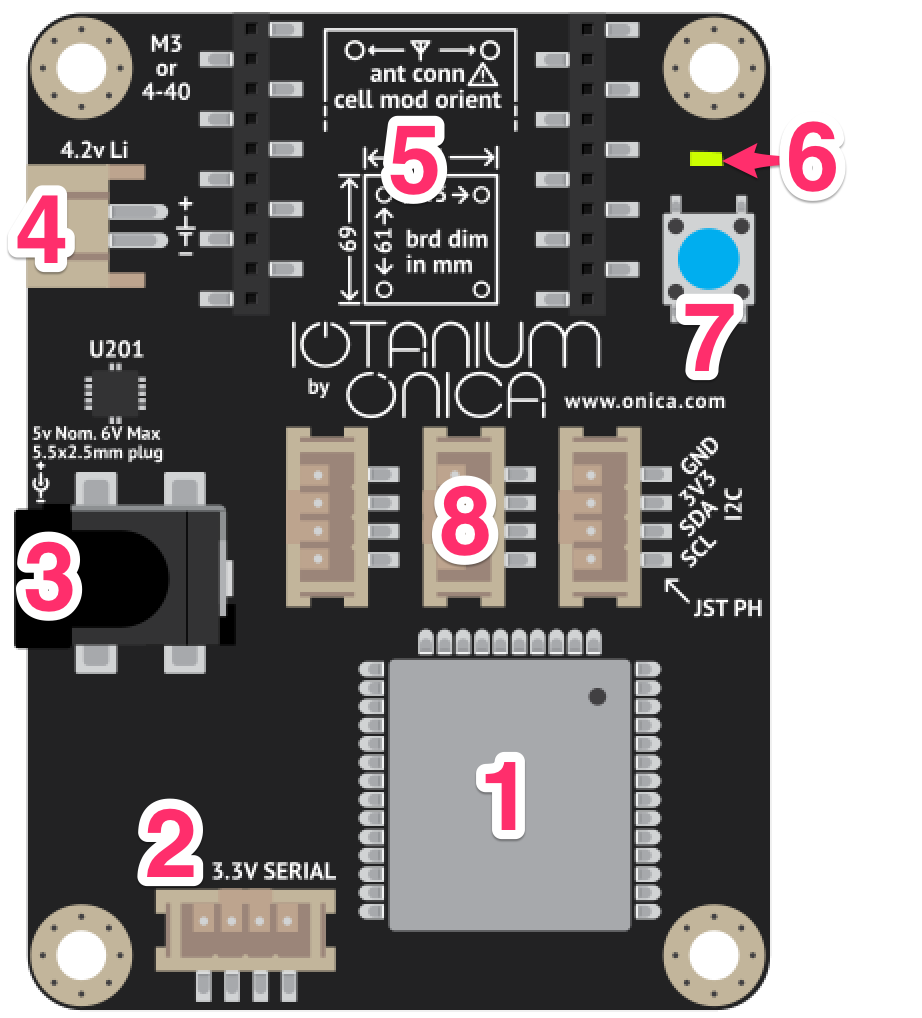 M3
or
4-40
ant conn
cell mod orient
5
6
4.2v Li
4
+
-
69
61
brd dim
in mm
7
U201
IOTANIUM
by ONICA
www.onica.com
5v Nom. 6V Max
5.5x2.5mm plug
+
-
3
8
GND
3V3
SDA
SCL
I2C
JST PH
1
2
3.3V SERIAL